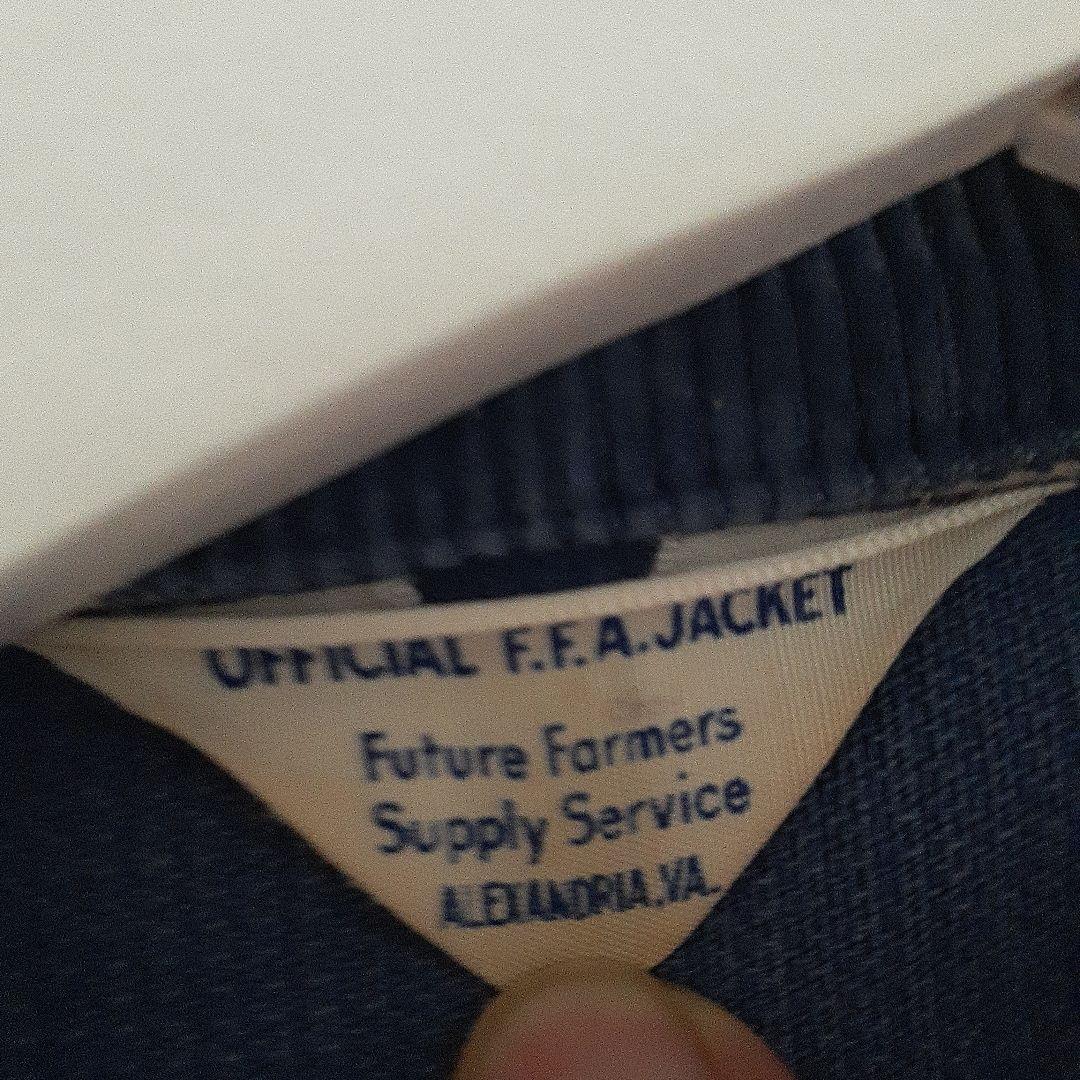 OFFICIAL F.F.A. JACKET
Future Farmers
Supply Service
ALEXANDRIA, VA.